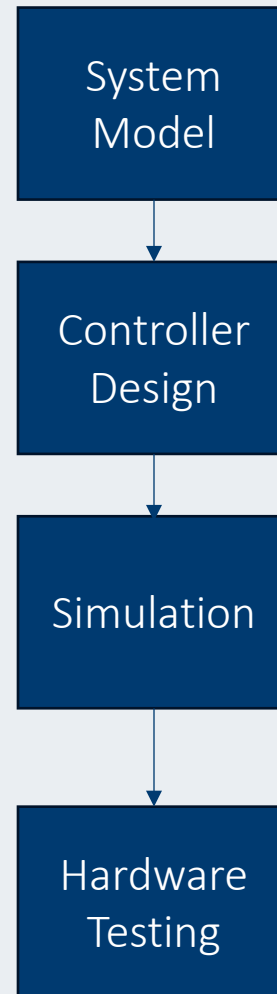 System
Model
Controller
Design
Simulation
Hardware
Testing